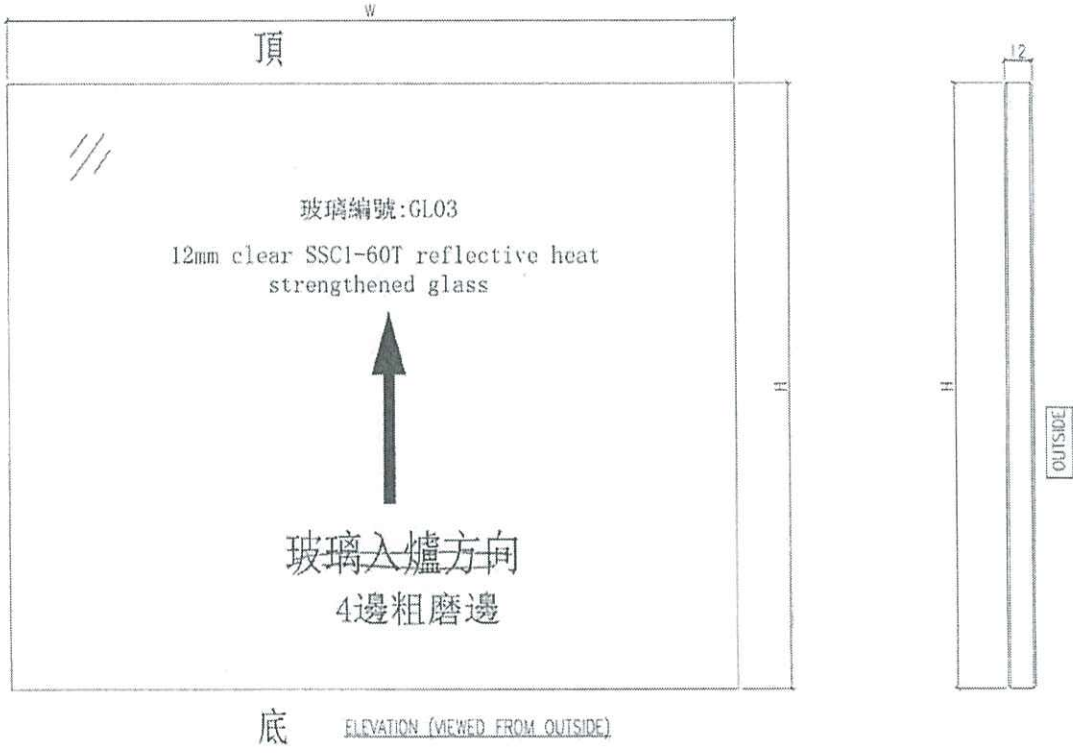 W
頂
12
玻璃編號:GL03
12mm clear SSC1-60T reflective heat
strengthened glass
H
H
OUTSIDE
玻璃入爐方向
4邊粗磨邊
底
ELEVATION (VIEWED FROM OUTSIDE)